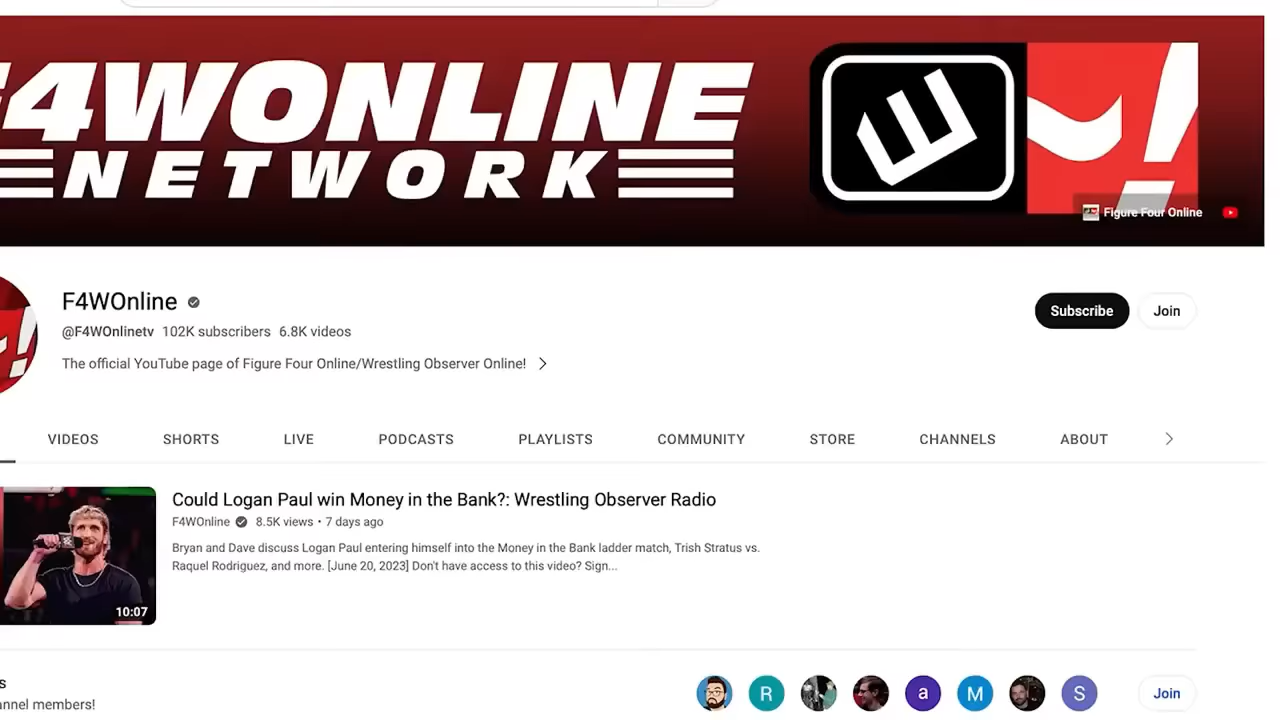 F4WONLINE
NETWORK
Figure Four Online
F4WOnline
@F4WOnlinetv 102K subscribers 6.8K videos
The official YouTube page of Figure Four Online/Wrestling Observer Online!
Subscribe
Join
VIDEOS SHORTS LIVE PODCASTS PLAYLISTS COMMUNITY STORE CHANNELS ABOUT
Could Logan Paul win Money in the Bank?: Wrestling Observer Radio
F4WOnline 8.5K views • 7 days ago
Bryan and Dave discuss Logan Paul entering himself into the Money in the Bank ladder match, Trish Stratus vs.
Raquel Rodriguez, and more. [June 20, 2023] Don't have access to this video? Sign...
10:07
R a M S
Join
members!